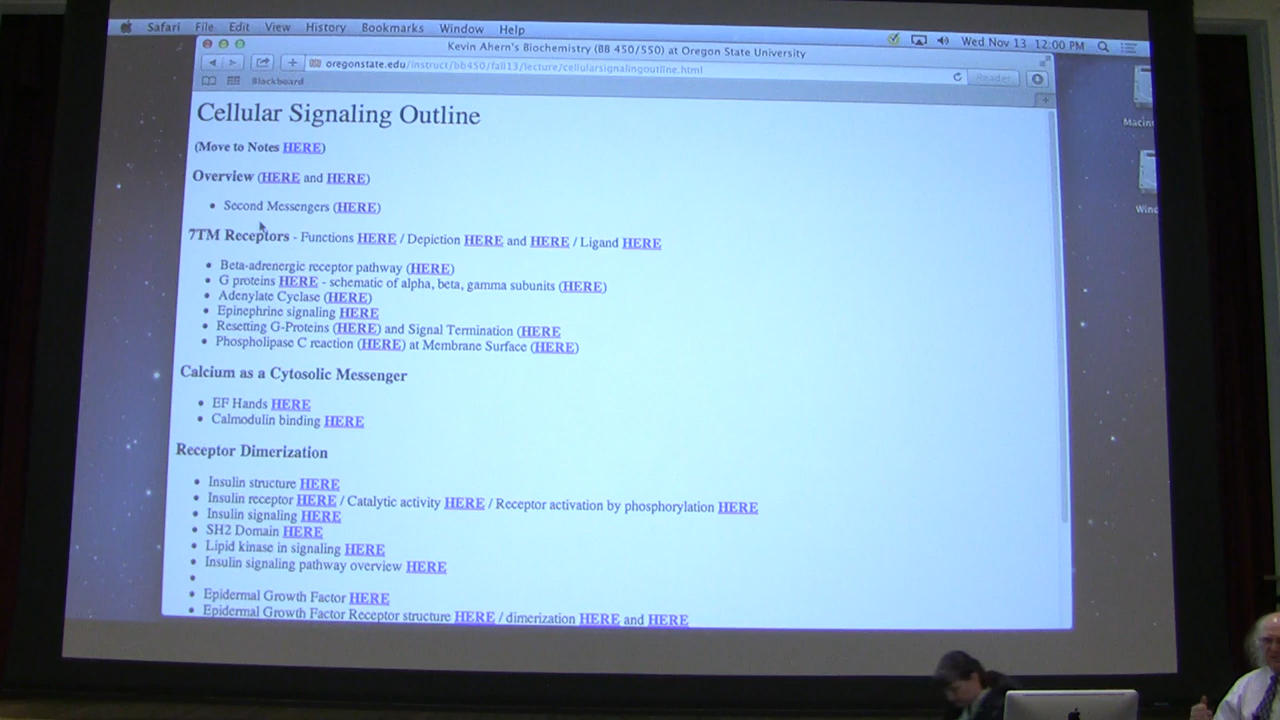 Safari File Edit View History Bookmarks Window Help Wed Nov 13 12:00 PM
Kevin Ahern's Biochemistry (BB 450/550) at Oregon State University
oregonstate.edu/instruct/bb450/fall13/lecture/cellularsignalingoutline.html Reader
Blackboard
Cellular Signaling Outline
(Move to Notes HERE)
Overview (HERE and HERE)
• Second Messengers (HERE)
7TM Receptors - Functions HERE / Depiction HERE and HERE / Ligand HERE
• Beta-adrenergic receptor pathway (HERE)
• G proteins HERE - schematic of alpha, beta, gamma subunits (HERE)
• Adenylate Cyclase (HERE)
• Epinephrine signaling HERE
• Resetting G-Proteins (HERE) and Signal Termination (HERE
• Phospholipase C reaction (HERE) at Membrane Surface (HERE)
Calcium as a Cytosolic Messenger
• EF Hands HERE
• Calmodulin binding HERE
Receptor Dimerization
• Insulin structure HERE
• Insulin receptor HERE / Catalytic activity HERE / Receptor activation by phosphorylation HERE
• Insulin signaling HERE
• SH2 Domain HERE
• Lipid kinase in signaling HERE
• Insulin signaling pathway overview HERE
•
• Epidermal Growth Factor HERE
• Epidermal Growth Factor Receptor structure HERE / dimerization HERE and HERE
Macin
Winc